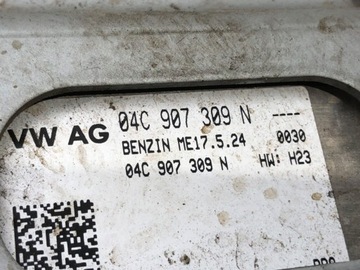 VW AG 04C 907 309 N ----
BENZIN ME17.5.24 0030
04C 907 309 N HW: H23